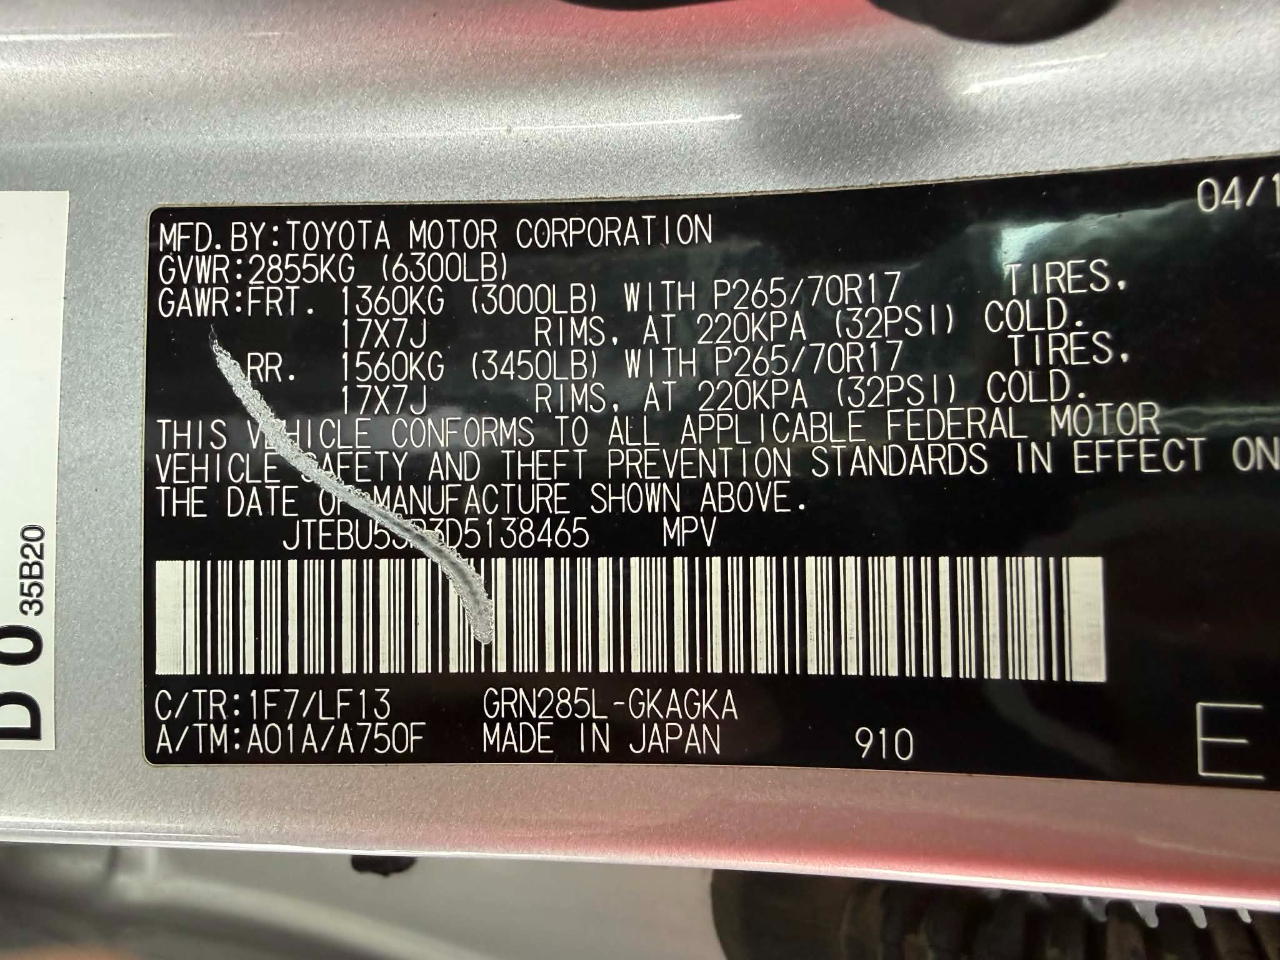 04/1
MFD. BY:TOYOTA MOTOR CORPORATION
GVWR:2855KG (6300LB)
GAWR:FRT. 1360KG (3000LB) WITH P265/70R17 TIRES,
17X7J RIMS, AT 220KPA (32PSI) COLD.
RR. 1560KG (3450LB) WITH P265/70R17 TIRES,
17X7J RIMS, AT 220KPA (32PSI) COLD.
THIS VEHICLE CONFORMS TO ALL APPLICABLE FEDERAL MOTOR
VEHICLE SAFETY AND THEFT PREVENTION STANDARDS IN EFFECT ON
THE DATE OF MANUFACTURE SHOWN ABOVE.
MPV
C/TR:1F7/LF13 GRN285L-GKAGKA
A/TM:A01A/A750F MADE IN JAPAN 910
E
D 0 35B20